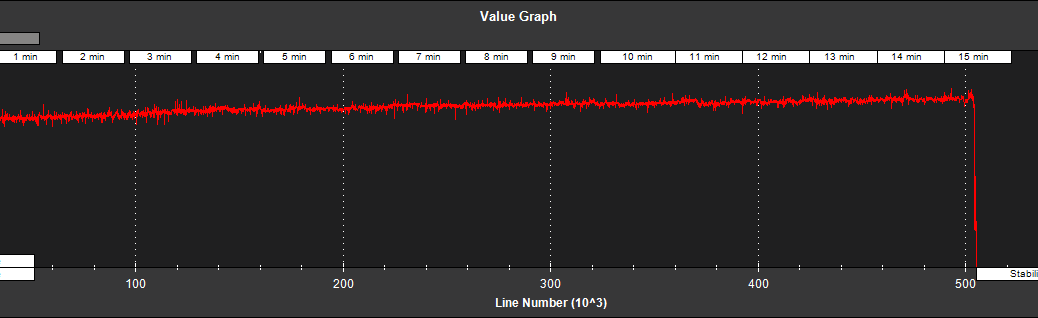 Value Graph
1 min 2 min 3 min 4 min 5 min 6 min 7 min 8 min 9 min 10 min 11 min 12 min 13 min 14 min 15 min
Stabili
100 200 300 400 500
Line Number (10^3)